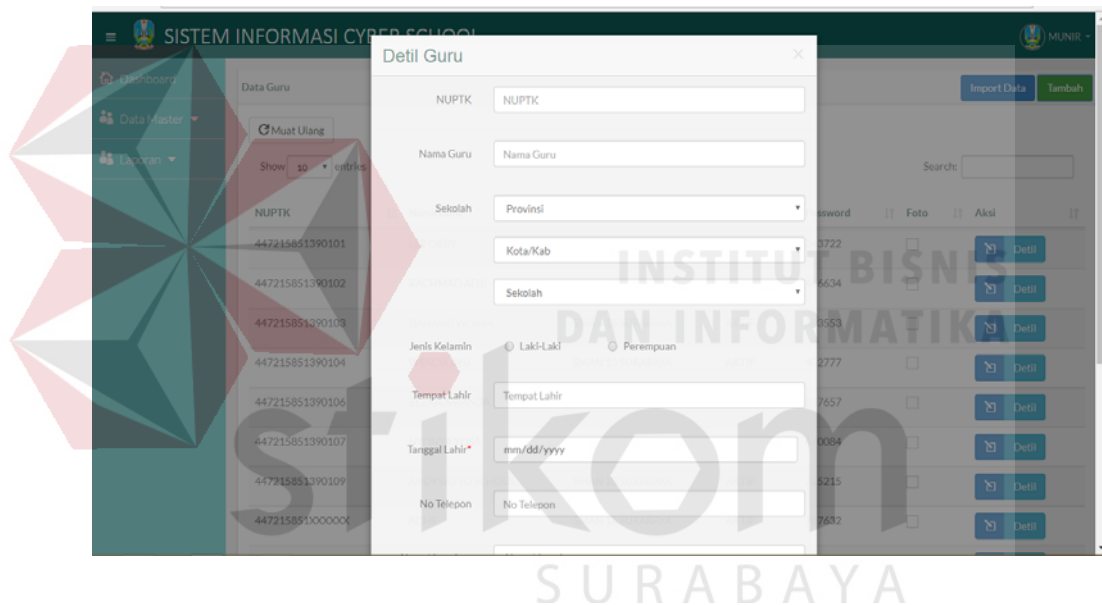 SISTEM INFORMASI CYBER SCHOOL
MUNIR
Dashboard
Data Master
Laporan
Data Guru
Import Data
Tambah
Muat Ulang
Show 10 entries
Search:
NUPTK
ssword
Foto
Aksi
447215851390101
3722
Detil
447215851390102
6634
Detil
447215851390103
3553
Detil
447215851390104
2777
Detil
447215851390106
7657
Detil
447215851390107
0084
Detil
447215851390109
5215
Detil
447215851XXXXXX
7632
Detil
Detil Guru
×
NUPTK
NUPTK
Nama Guru
Nama Guru
Sekolah
Provinsi
Kota/Kab
Sekolah
Jenis Kelamin
Laki-Laki
Perempuan
Tempat Lahir
Tempat Lahir
Tanggal Lahir*
mm/dd/yyyy
No Telepon
No Telepon
INSTITUT BISNIS
DAN INFORMATIKA
stikom
SURABAYA